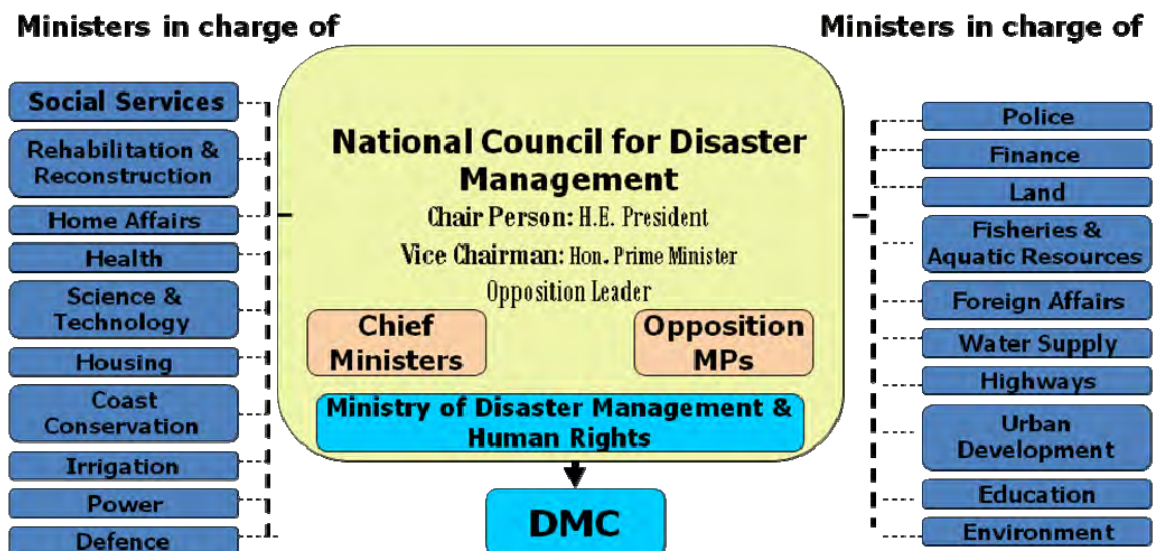 Ministers in charge of
Social Services
Rehabilitation &
Reconstruction
Home Affairs
Health
Science &
Technology
Housing
Coast
Conservation
Irrigation
Power
Defence
National Council for Disaster
Management
Chair Person: H.E. President
Vice Chairman: Hon. Prime Minister
Opposition Leader
Chief
Ministers
Opposition
MPs
Ministry of Disaster Management &
Human Rights
DMC
Ministers in charge of
Police
Finance
Land
Fisheries &
Aquatic Resources
Foreign Affairs
Water Supply
Highways
Urban
Development
Education
Environment